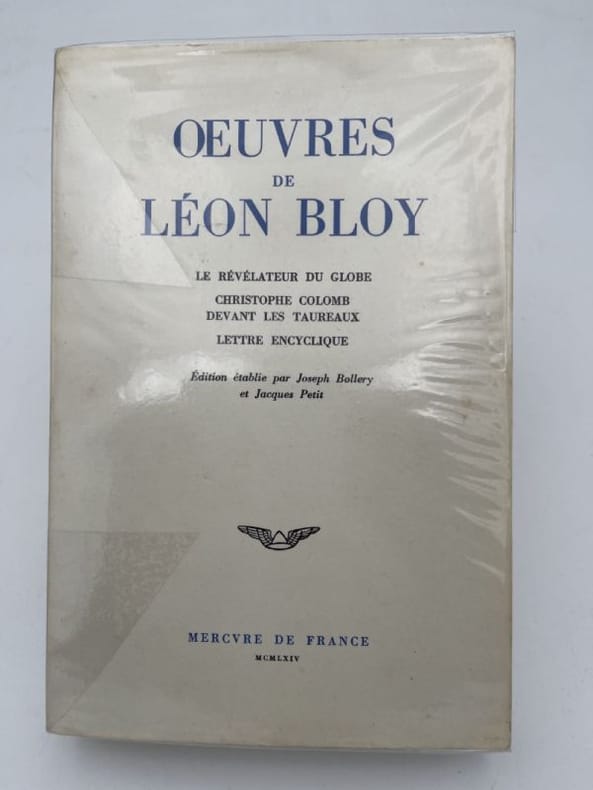 ŒUVRES
DE
LÉON BLOY
LE RÉVÉLATEUR DU GLOBE
CHRISTOPHE COLOMB
DEVANT LES TAUREAUX
LETTRE ENCYCLIQUE
Édition établie par Joseph Bollery
et Jacques Petit
MERCVRE DE FRANCE
MCMLXIV